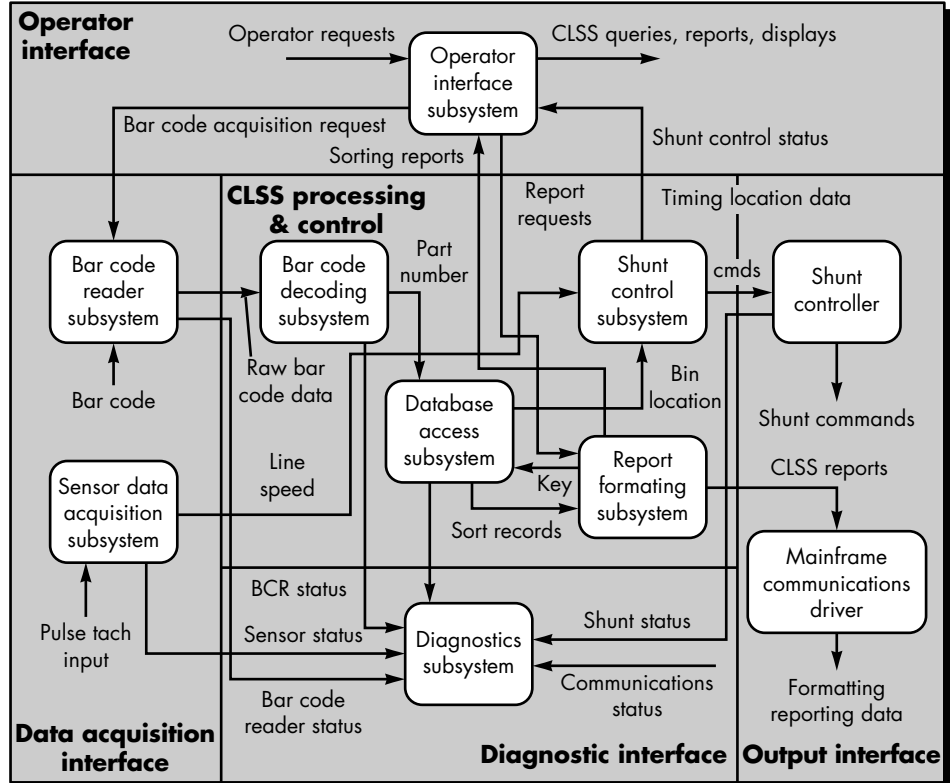 Operator
interface
Operator requests
Operator
interface
subsystem
CLSS queries, reports, displays
Bar code acquisition request
Sorting reports
Shunt control status
CLSS processing
& control
Report
requests
Timing location data
Bar code
reader
subsystem
Bar code
decoding
subsystem
Part
number
Shunt
control
subsystem
cmds
Shunt
controller
Raw bar
code data
Bar code
Bin
location
Shunt commands
Database
access
subsystem
Line
speed
Sensor data
acquisition
subsystem
Key
Report
formating
subsystem
CLSS reports
Sort records
Mainframe
communications
driver
BCR status
Pulse tach
input
Sensor status
Diagnostics
subsystem
Shunt status
Communications
status
Bar code
reader status
Formatting
reporting data
Data acquisition
interface
Diagnostic interface
Output interface